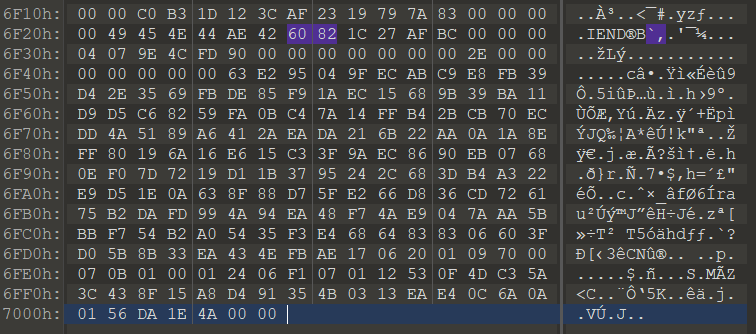 6F10h: 00 00 C0 B3 1D 12 3C AF 23 19 79 7A 83 00 00 00 ..À³..<¯#.yzƒ...
6F20h: 00 49 45 4E 44 AE 42 60 82 1C 27 AF BC 00 00 00 .IEND®B`‚.'¯¼...
6F30h: 04 07 9E 4C FD 90 00 00 00 00 00 00 00 2E 00 00 ..žLý...........
6F40h: 00 00 00 00 00 63 E2 95 04 9F EC AB C9 E8 FB 39 .....câ•.Ÿì«Éèû9
6F50h: D4 2E 35 69 FB DE 85 F9 1A EC 15 68 9B 39 BA 11 Ô.5iûÞ…ù.ì.h›9º.
6F60h: D9 D5 C6 82 59 FA 0B C4 7A 14 FF B4 2B CB 70 EC ÙÕÆ‚Yú.Äz.ÿ´+Ëpì
6F70h: DD 4A 51 89 A6 41 2A EA DA 21 6B 22 AA 0A 1A 8E ÝJQ‰¦A*êÚ!k"ª..Ž
6F80h: FF 80 19 6A 16 E6 15 C3 3F 9A EC 86 90 EB 07 68 ÿ€.j.æ.Ã?šì†.ë.h
6F90h: 0E F0 7D 72 19 D1 1B 37 95 24 2C 68 3D B4 A3 22 .ð}r.Ñ.7•$,h=´£"
6FA0h: E9 D5 1E 0A 63 8F 88 D7 5F E2 66 D8 36 CD 72 61 éÕ..c.ˆ×_âfØ6Íra
6FB0h: 75 B2 DA FD 99 4A 94 EA 48 F7 4A E9 04 7A AA 5B u²Úý™J”êH÷Jé.zª[
6FC0h: BB F7 54 B2 A0 54 35 F3 E4 68 64 83 83 06 60 3F »÷T² T5óähdƒƒ.`?
6FD0h: D0 5B 8B 33 EA 43 4E FB AE 17 06 20 01 09 70 00 Ð[‹3êCNû®.. ..p.
6FE0h: 07 0B 01 00 01 24 06 F1 07 01 12 53 0F 4D C3 5A .....$.ñ...S.MÃZ
6FF0h: 3C 43 8F 15 A8 D4 91 35 4B 03 13 EA E4 0C 6A 0A <C..¨Ô‘5K..êä.j.
7000h: 01 56 DA 1E 4A 00 00 .VÚ.J..